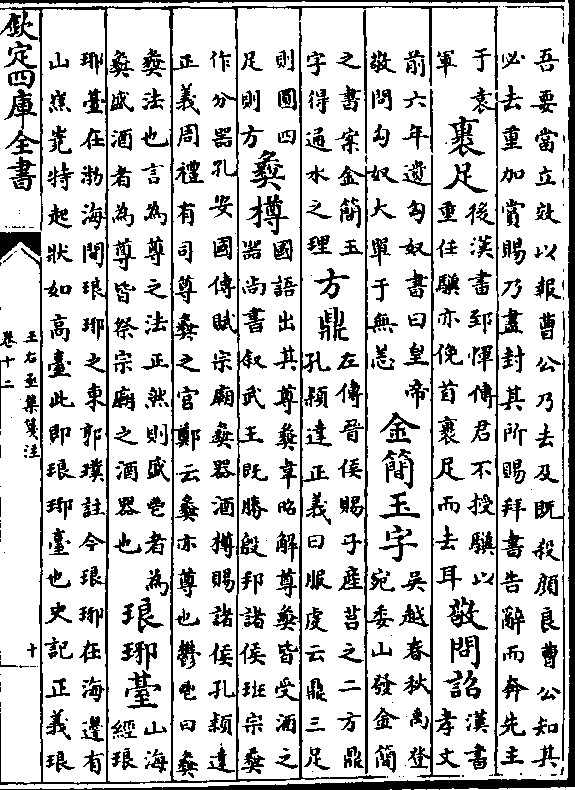 吾要當立效以報曹公乃去及既殺顔良曹公知其
必去重加賞賜乃盡封其所賜拜書告辭而奔先主
于袁
軍
裹足
後漢書郅惲傳君不授驥以
重任驥亦俛首裹足而去耳
敬問詔
漢書
孝文
前六年遺匈奴書曰皇帝
敬問匈奴大單于無恙
金簡玉字
吳越春秋禹登
宛委山發金簡
之書案金簡玉
字得通水之理
方鼎
左傳晉侯賜子產莒之二方鼎
孔穎達正義曰服虔云鼎三足
則圓四
足則方
彝樽
國語出其尊彝韋昭解尊彝皆受酒之
器尚書叙武王既勝殷邦諸侯班宗彝
作分器孔安國傳賦宗廟彝器酒樽賜諸侯孔穎達
正義周禮有司尊彝之官鄭云彝亦尊也鬱鬯曰彝
彝法也言為尊之法正然則盛鬯者為
彝盛酒者為尊皆祭宗廟之酒器也
琅琊臺
山海
經琅
琊臺在渤海間琅琊之東郭璞註今琅琊在海邊有
山嶣嶤特起狀如高臺此即琅琊臺也史記正義琅
欽定四庫全書
王右丞集箋注
卷十二
十